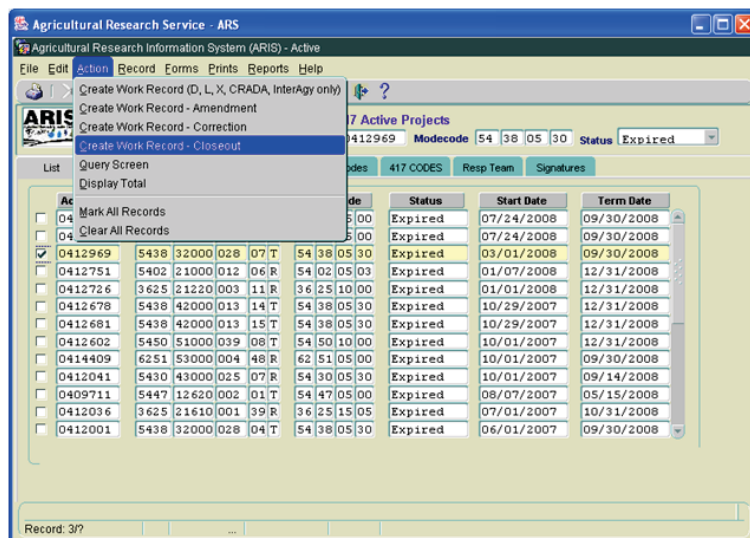 Agricultural Research Service - ARS
Agricultural Research Information System (ARIS) - Active
File Edit Action Record Forms Prints Reports Help
Create Work Record (D, L, X, CRADA, InterAgy only)
Create Work Record - Amendment
Create Work Record - Correction
Create Work Record - Closeout
Query Screen
Display Total
Mark All Records
Clear All Records
ARIS
17 Active Projects
0412969 Modecode 54 38 05 30 Status Expired
List 417 CODES Resp Team Signatures
Status Start Date Term Date
00 Expired 07/24/2008 09/30/2008
00 Expired 07/24/2008 09/30/2008
0412969 5438 32000 028 07 T 54 38 05 30 Expired 03/01/2008 09/30/2008
0412751 5402 21000 012 06 R 54 02 05 03 Expired 01/07/2008 12/31/2008
0412726 3625 21220 003 11 R 36 25 10 00 Expired 01/01/2008 12/31/2008
0412678 5438 42000 013 14 T 54 38 05 30 Expired 10/29/2007 12/31/2008
0412681 5438 42000 013 15 T 54 38 05 30 Expired 10/29/2007 12/31/2008
0412602 5450 51000 039 08 T 54 50 10 00 Expired 10/01/2007 12/31/2008
0414409 6251 53000 004 48 R 62 51 05 00 Expired 10/01/2007 09/30/2008
0412041 5430 43000 025 07 R 54 30 05 30 Expired 10/01/2007 09/14/2008
0409711 5447 12620 002 01 T 54 47 05 00 Expired 08/07/2007 05/15/2008
0412036 3625 21610 001 39 R 36 25 15 05 Expired 07/01/2007 10/31/2008
0412001 5438 32000 028 04 T 54 38 05 30 Expired 06/01/2007 09/30/2008
Record: 3/? ...